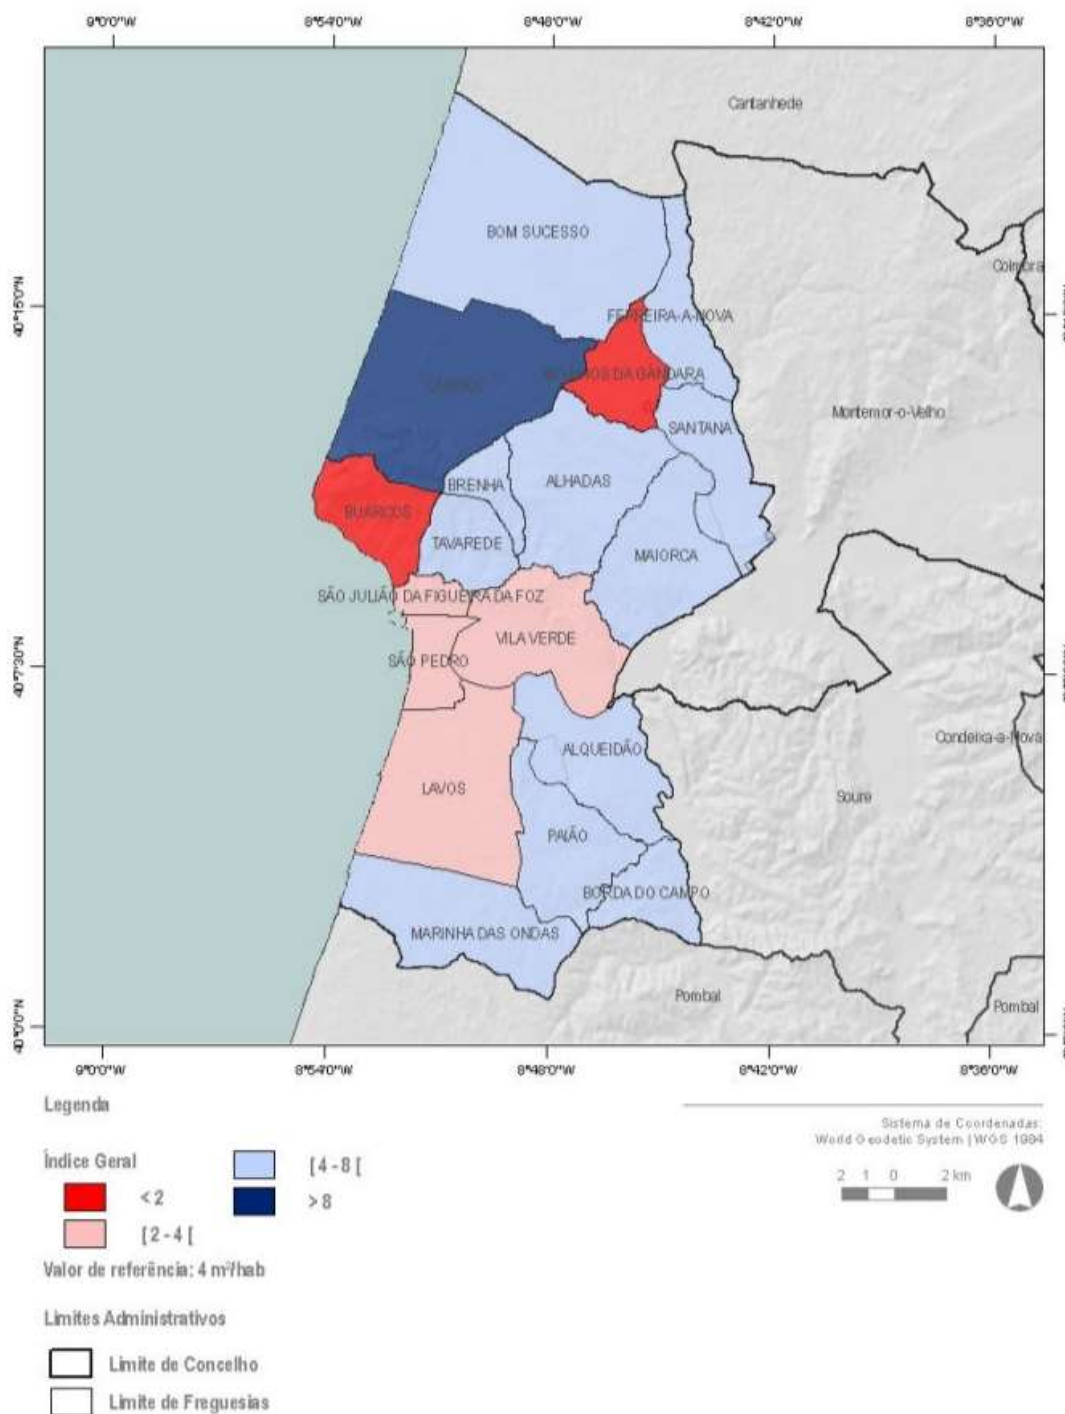 9°0'0"W
8°54'0"W
8°48'0"W
8°42'0"W
8°36'0"W
Cantanhede
BOM SUCESSO
Coimbra
40°15'0"N
FERREIRA-A-NOVA
DA GÂNDARA
Montemor-o-Velho
SANTANA
BRENHA
ALHADAS
BUARCOS
TAVAREDE
MAIORCA
SÃO JULIÃO DA FIGUEIRA DA FOZ
VILA VERDE
SÃO PEDRO
40°7'30"N
Condeixa-a-Nova
ALQUEIDÃO
LAVOS
Soure
PAIÃO
BORDA DO CAMPO
MARINHA DAS ONDAS
Pombal
Pombal
40°0'0"N
9°0'0"W
8°54'0"W
8°48'0"W
8°42'0"W
8°36'0"W
Legenda
Índice Geral
< 2
[ 2 - 4 [
[ 4 - 8 [
> 8
Valor de referência: 4 m²/hab
Limites Administrativos
Limite de Concelho
Limite de Freguesias
Sistema de Coordenadas:
World Geodetic System | WGS 1984
2 1 0 2 km